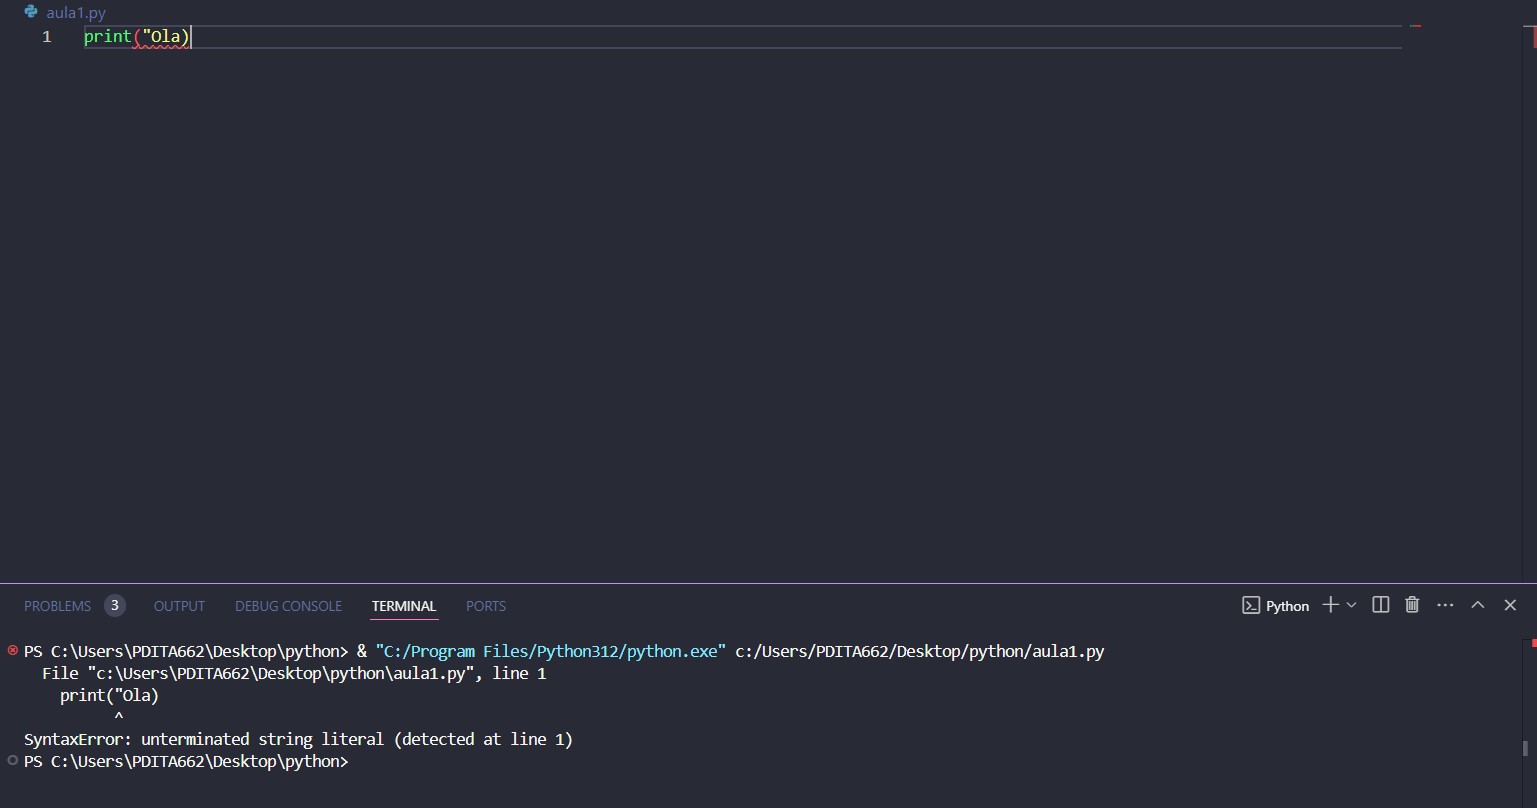 aula1.py
1 print("Ola)
PROBLEMS 3 OUTPUT DEBUG CONSOLE TERMINAL PORTS Python
PS C:\Users\PDITA662\Desktop\python> & "C:/Program Files/Python312/python.exe" c:/Users/PDITA662/Desktop/python/aula1.py
File "c:\Users\PDITA662\Desktop\python\aula1.py", line 1
print("Ola)
^
SyntaxError: unterminated string literal (detected at line 1)
PS C:\Users\PDITA662\Desktop\python>